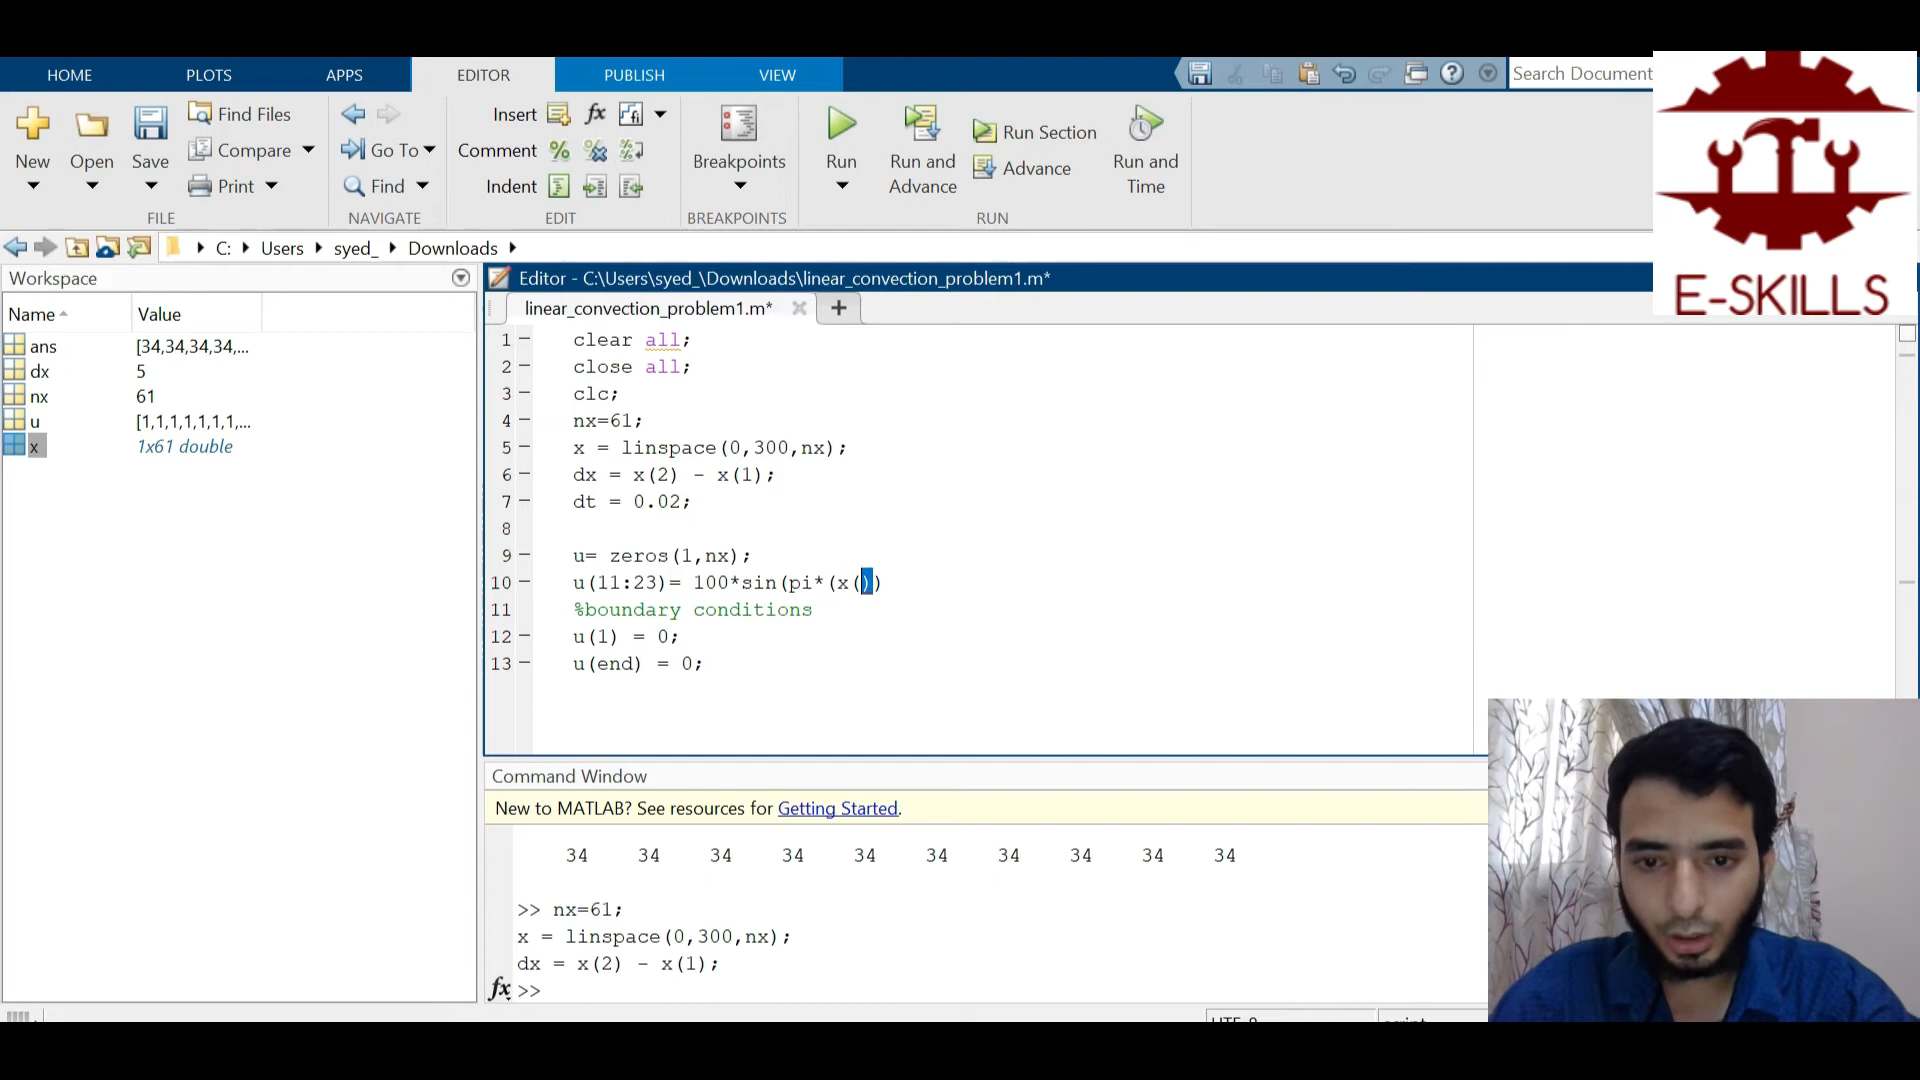 HOME PLOTS APPS EDITOR PUBLISH VIEW Search Document
New Open Save Find Files Compare Print
FILE
Go To Find
NAVIGATE
Insert fx
Comment
Indent
EDIT
Breakpoints
BREAKPOINTS
Run Run and Advance Run Section Advance Run and Time
RUN
E-SKILLS
C: Users syed_ Downloads
Workspace
Name Value
ans [34,34,34,34,...
dx 5
nx 61
u [1,1,1,1,1,1,1,...
x 1x61 double
Editor - C:\Users\syed_\Downloads\linear_convection_problem1.m*
linear_convection_problem1.m*
1 clear all;
2 close all;
3 clc;
4 nx=61;
5 x = linspace(0,300,nx);
6 dx = x(2) - x(1);
7 dt = 0.02;
8
9 u= zeros(1,nx);
10 u(11:23)= 100*sin(pi*(x())
11 %boundary conditions
12 u(1) = 0;
13 u(end) = 0;
Command Window
New to MATLAB? See resources for Getting Started.
34 34 34 34 34 34 34 34 34 34
>> nx=61;
x = linspace(0,300,nx);
dx = x(2) - x(1);
fx >>